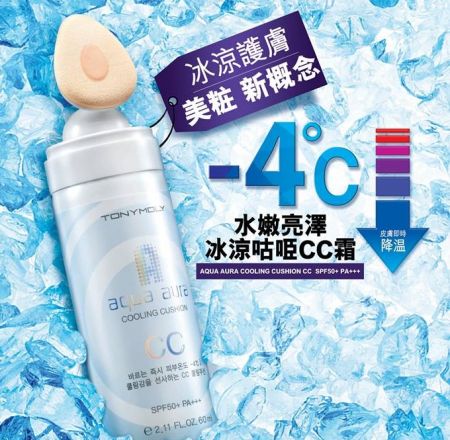 冰涼護膚
美粧 新概念
-4°C
水嫩亮澤
冰涼咕咂CC霜
AQUA AURA COOLING CUSHION CC SPF50+ PA+++
皮膚即時
降温
TONYMOLY
aqua aura
COOLING CUSHION
CC
바르는 즉시 피부온도 -4℃
쿨링감을 선사하는 CC 쿨링쿠션
SPF50+ PA+++
℮ 2.11 FL.OZ. 60ml